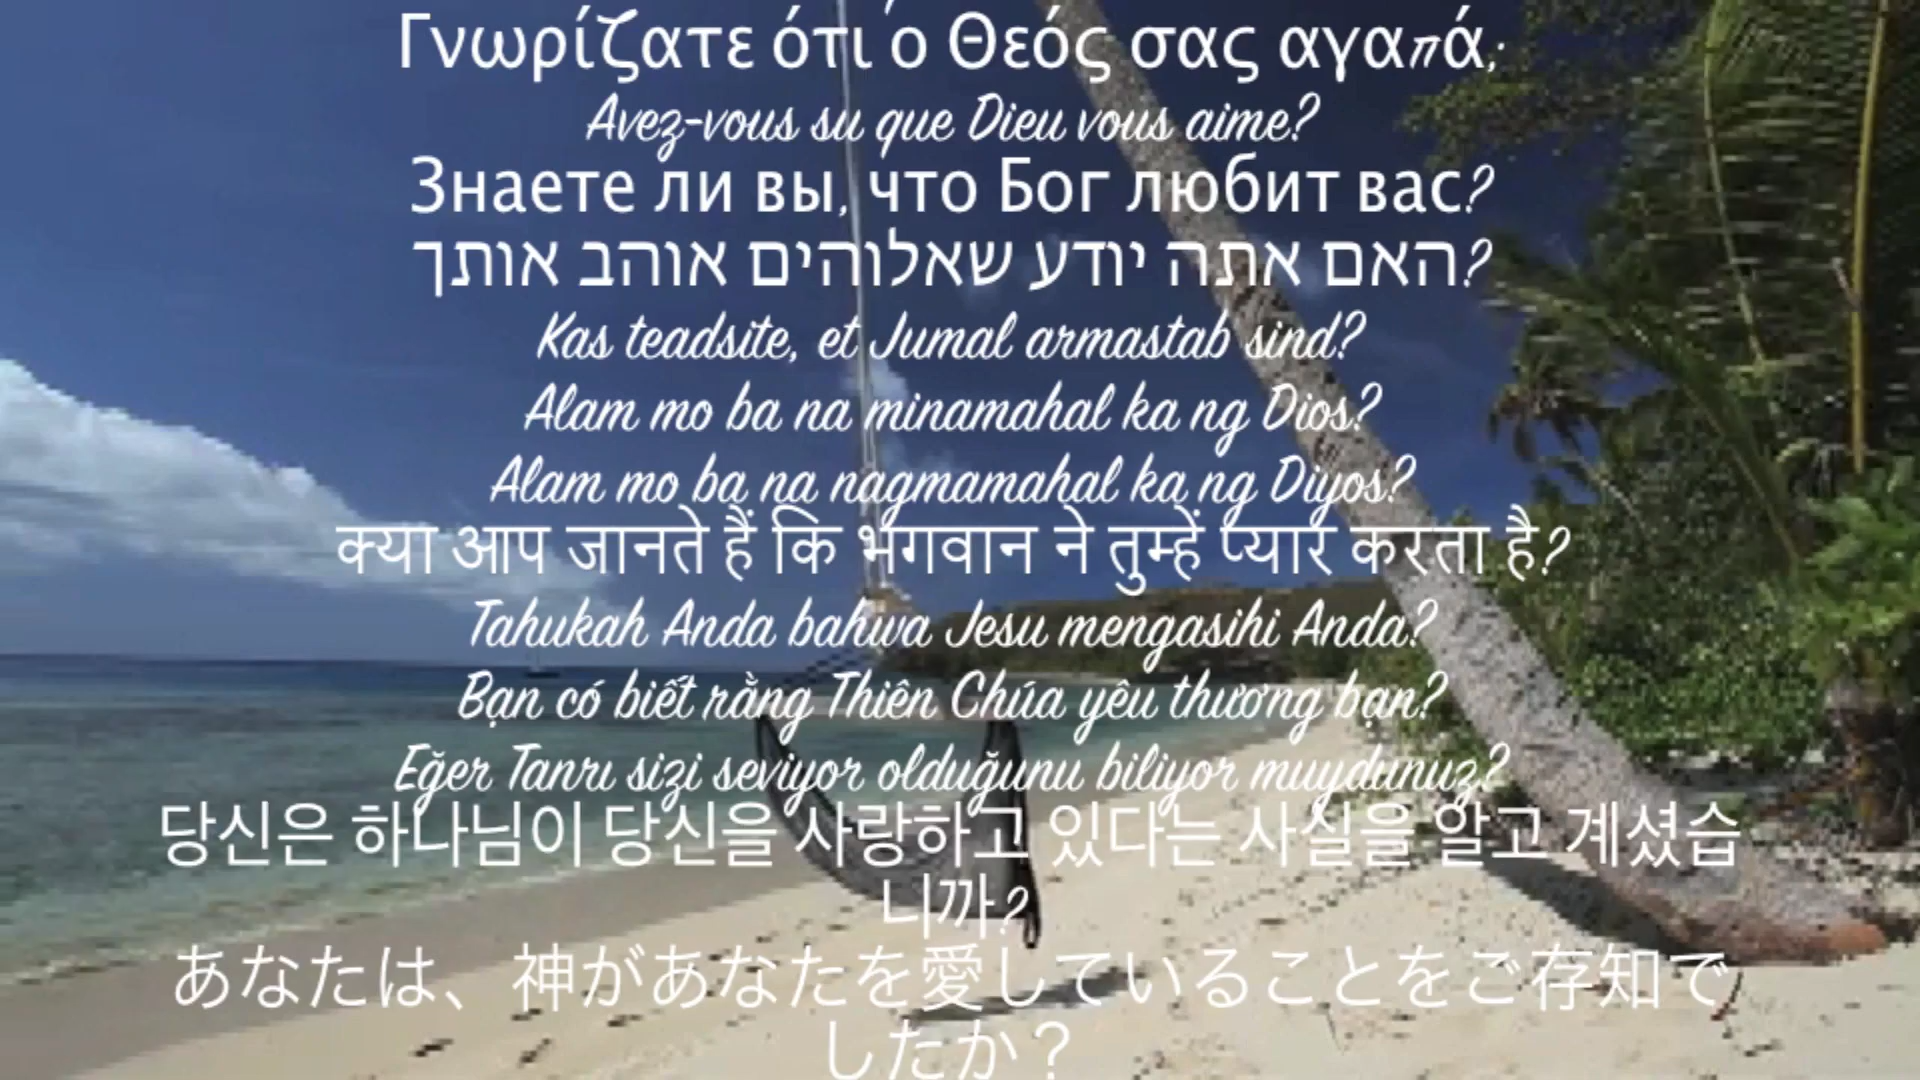 Γνωρίζατε ότι ο Θεός σας αγαπά;
Avez-vous su que Dieu vous aime?
Знаете ли вы, что Бог любит вас?
האם אתה יודע שאלוהים אוהב אותך?
Kas teadsite, et Jumal armastab sind?
Alam mo ba na minamahal ka ng Dios?
Alam mo ba na nagmamahal ka ng Diyos?
क्या आप जानते हैं कि भगवान ने तुम्हें प्यार करता है?
Tahukah Anda bahwa Jesu mengasihi Anda?
Bạn có biết rằng Thiên Chúa yêu thương bạn?
Eğer Tanrı sizi seviyor olduğunu biliyor muydunuz?
당신은 하나님이 당신을 사랑하고 있다는 사실을 알고 계셨습
니까?
あなたは、神があなたを愛していることをご存知で
したか？